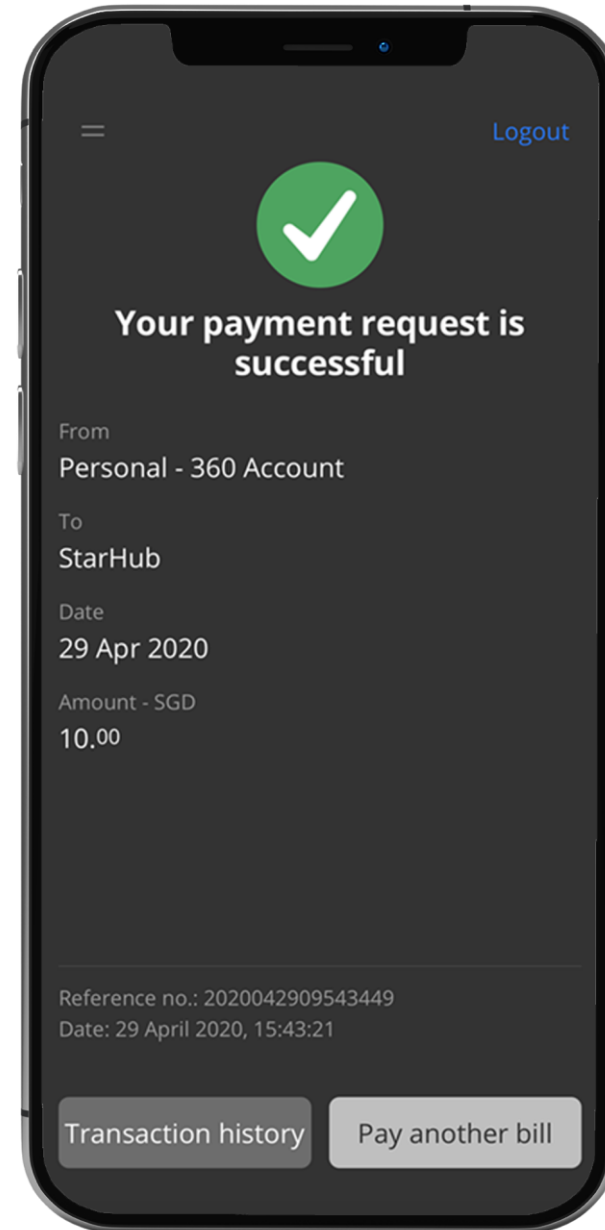 Logout
Your payment request is
successful
From
Personal - 360 Account
To
StarHub
Date
29 Apr 2020
Amount - SGD
10.00
Reference no.: 2020042909543449
Date: 29 April 2020, 15:43:21
Transaction history
Pay another bill